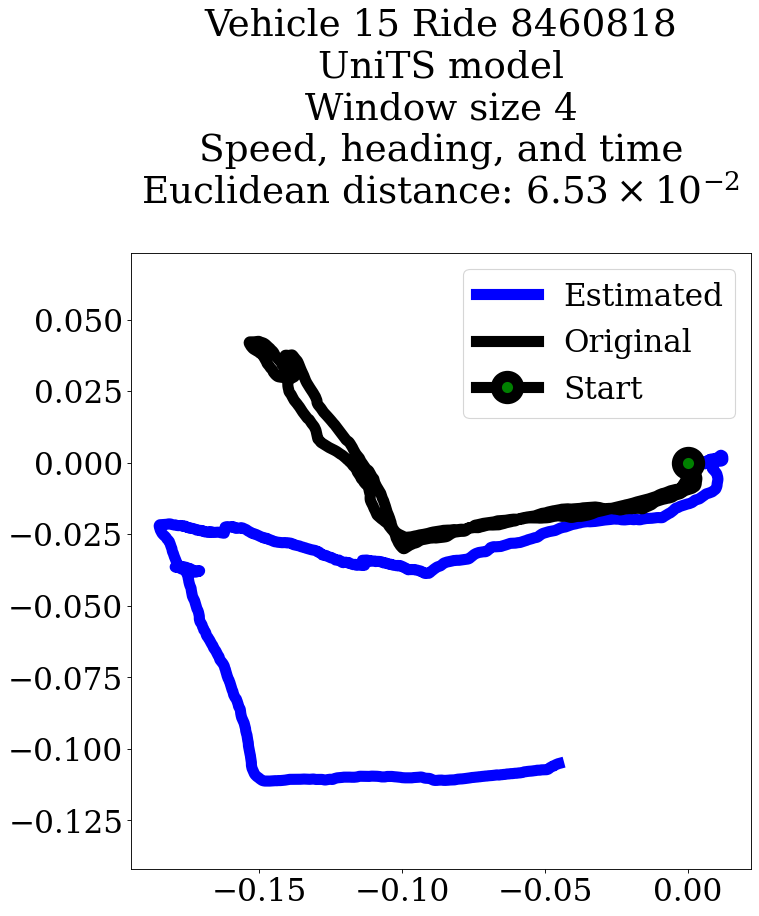 Vehicle 15 Ride 8460818
UniTS model
Window size 4
Speed, heading, and time
Euclidean distance: 6.53 × 10⁻²
Estimated
Original
Start
0.050
0.025
0.000
−0.025
−0.050
−0.075
−0.100
−0.125
−0.15 −0.10 −0.05 0.00